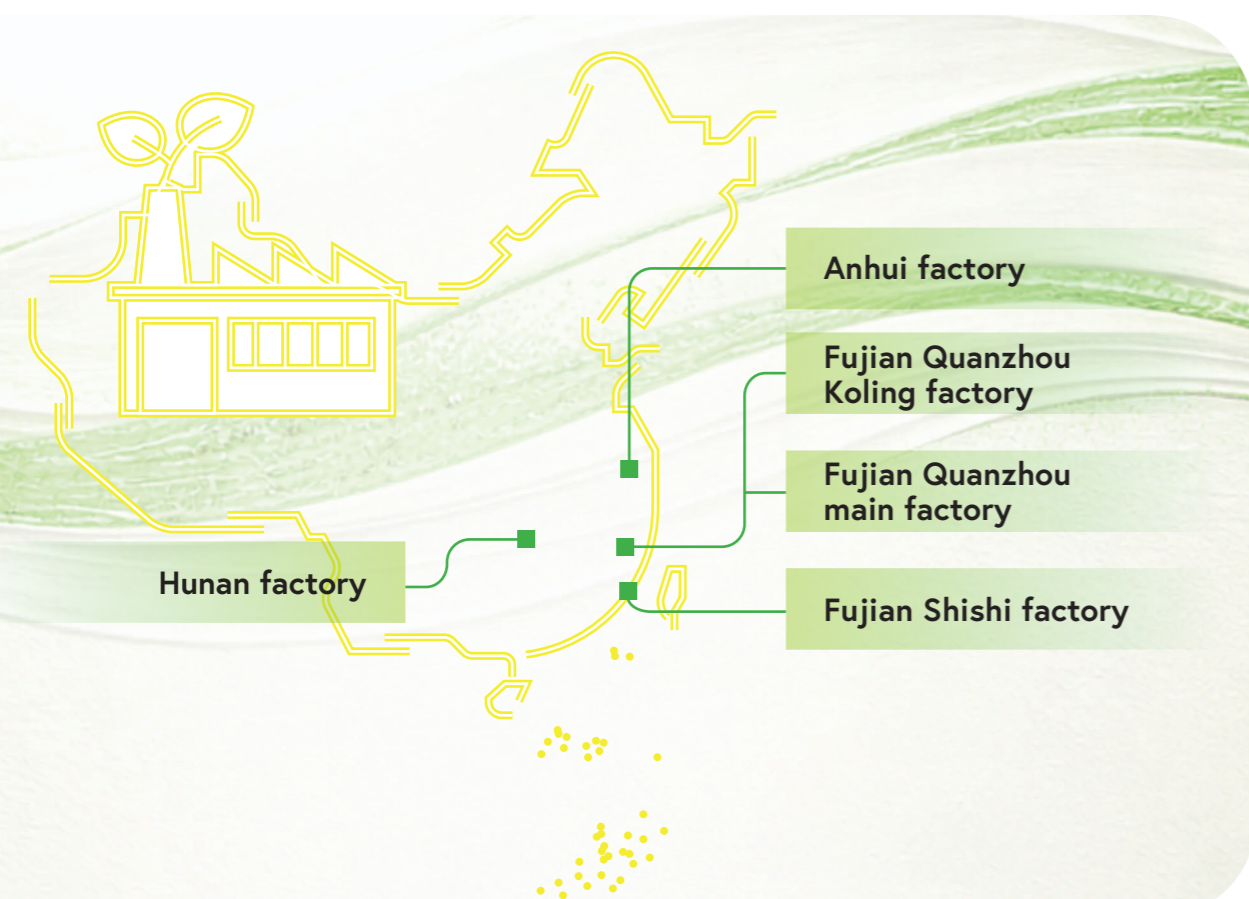 Anhui factory
Fujian Quanzhou
Koling factory
Fujian Quanzhou
main factory
Hunan factory
Fujian Shishi factory